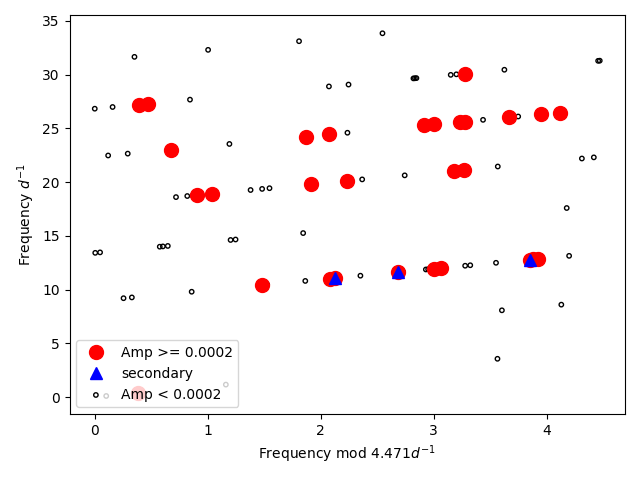 35
30
25
20
15
10
5
0
Frequency d⁻¹
Amp >= 0.0002
secondary
Amp < 0.0002
0 1 2 3 4
Frequency mod 4.471d⁻¹